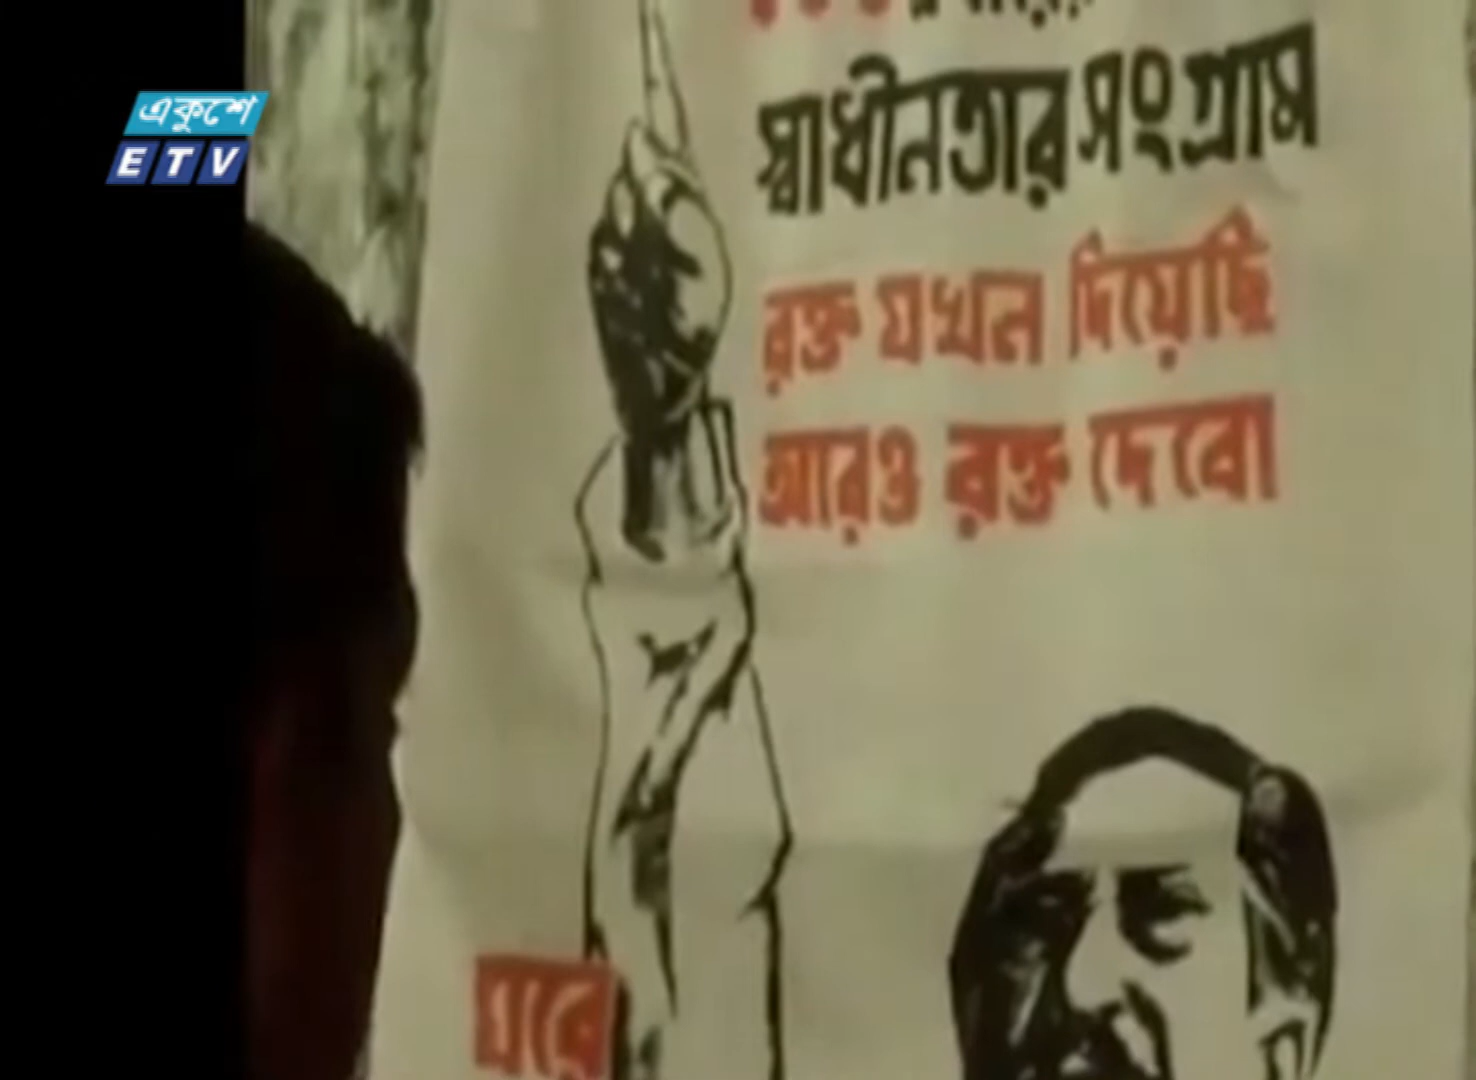 একুশে
ETV
স্বাধীনতার সংগ্রাম
রক্ত যখন দিয়েছি
আরও রক্ত দেবো